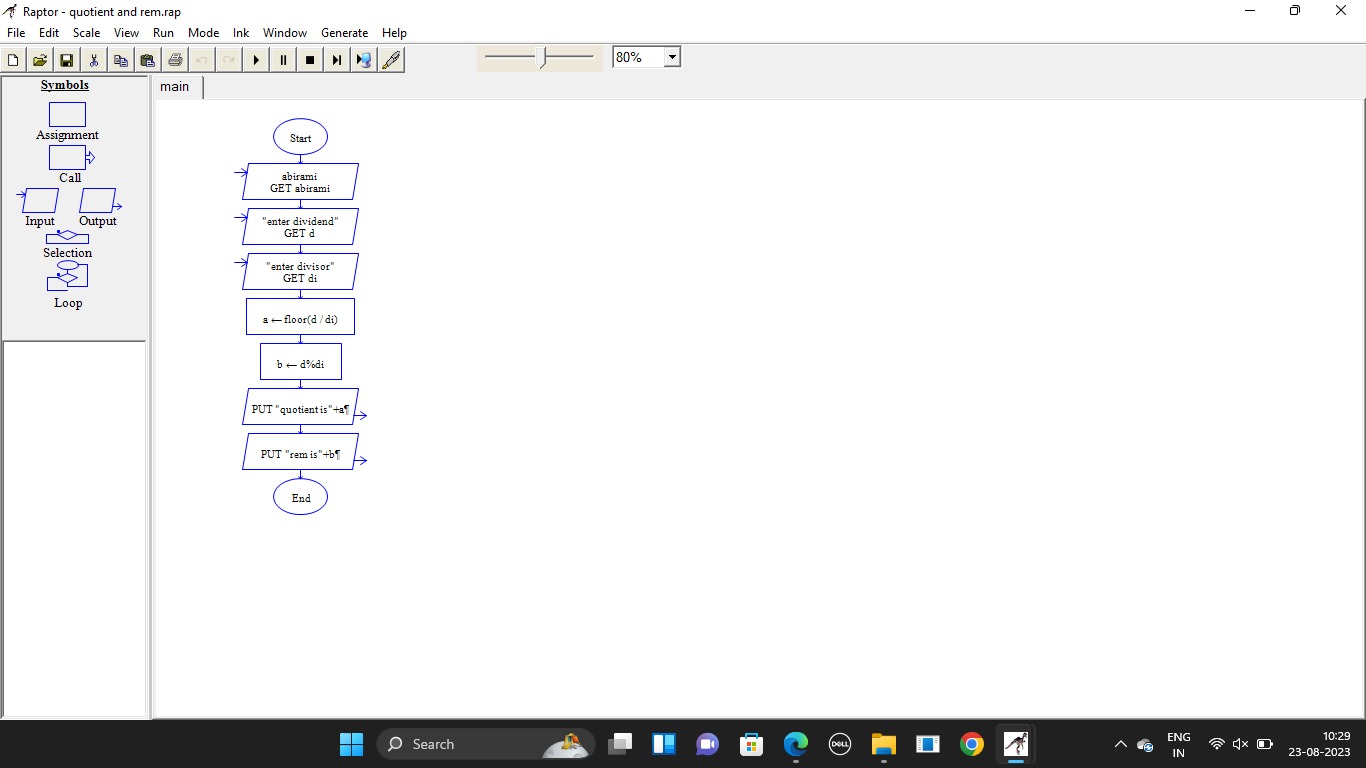 Raptor - quotient and rem.rap
File Edit Scale View Run Mode Ink Window Generate Help
80%
Symbols
Assignment
Call
Input Output
Selection
Loop
main
Start
abirami
GET abirami
"enter dividend"
GET d
"enter divisor"
GET di
a ← floor(d / di)
b ← d%di
PUT "quotient is"+a¶
PUT "rem is"+b¶
End
Search
DELL
ENG
IN
10:29
23-08-2023